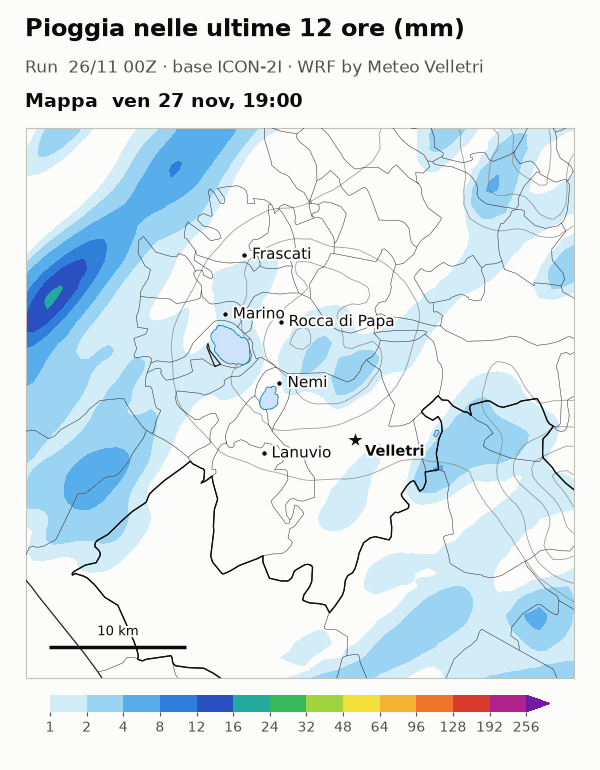 Pioggia nelle ultime 12 ore (mm)
Run  26/11 00Z · base ICON-2I · WRF by Meteo Velletri
Mappa  ven 27 nov, 19:00
Frascati
Marino
Rocca di Papa
Nemi
Velletri
Lanuvio
10 km
1 2 4 8 12 16 24 32 48 64 96 128 192 256